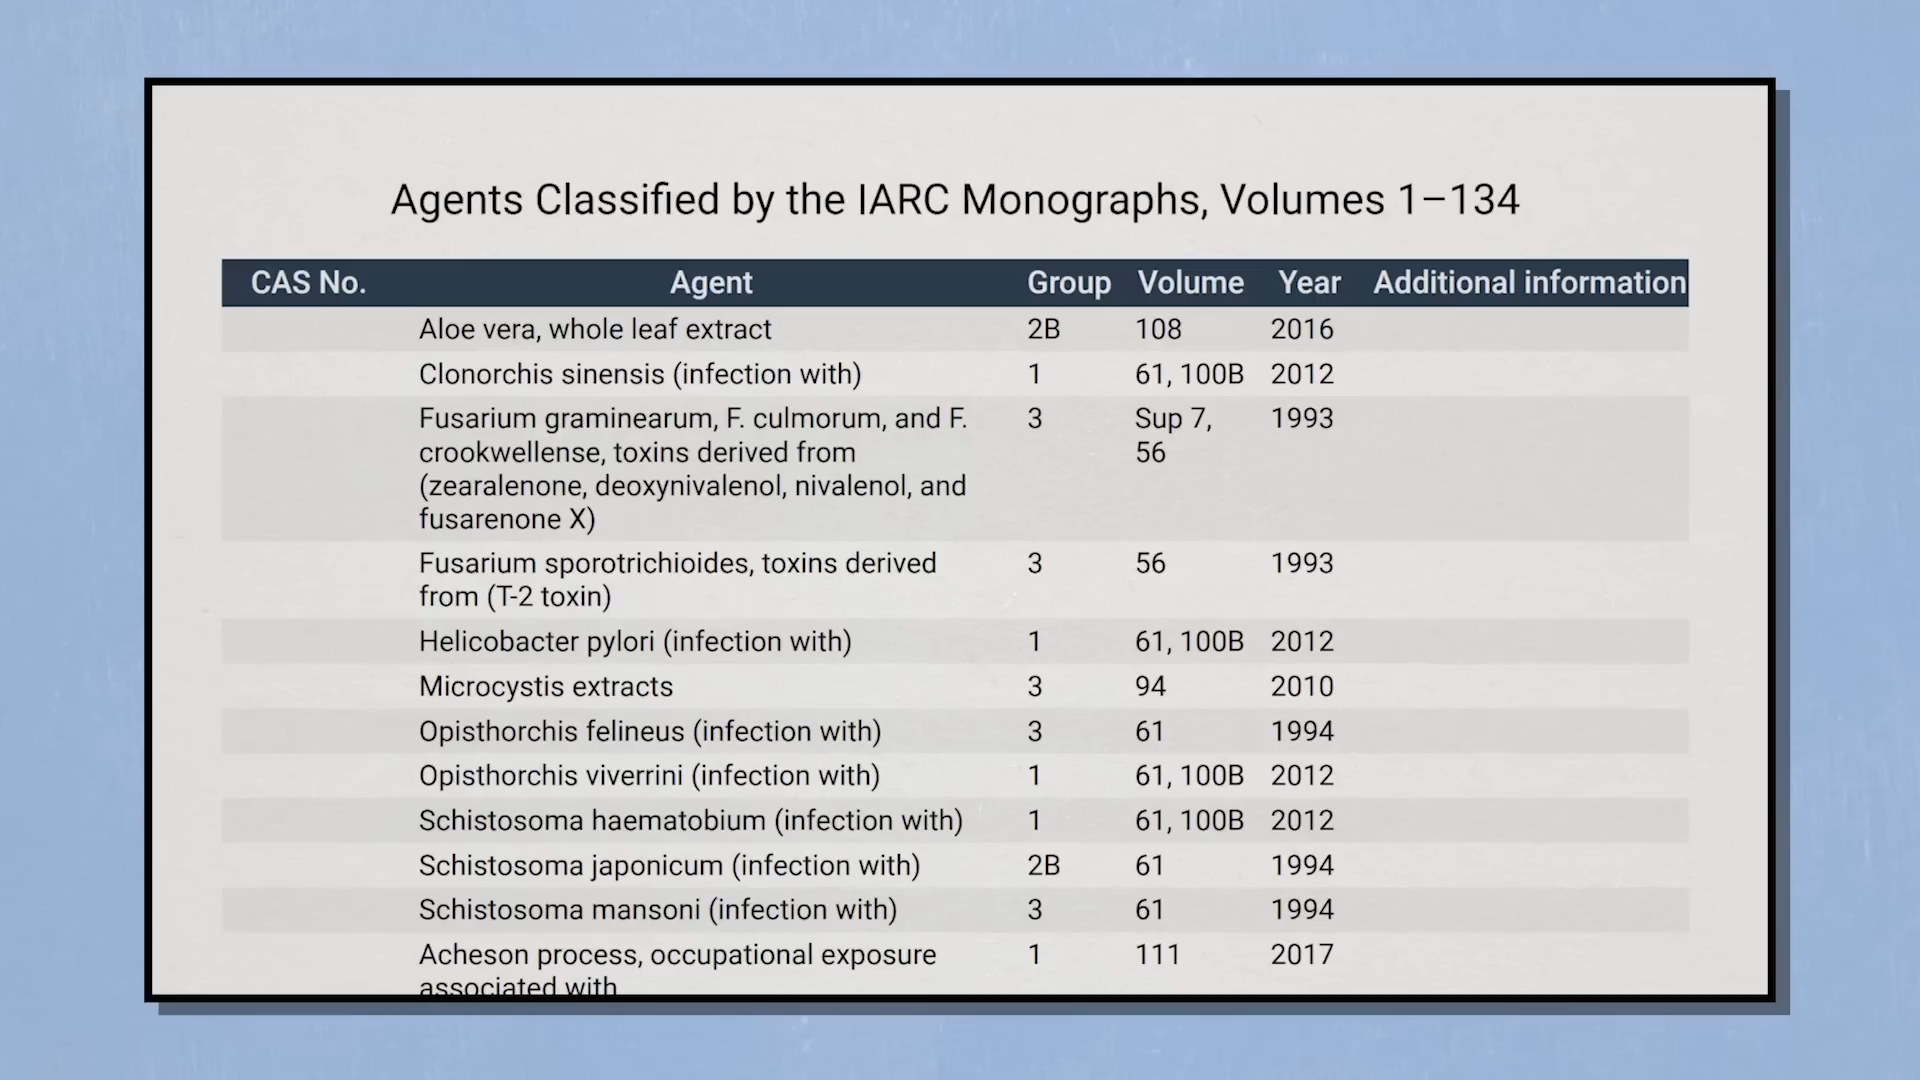 Agents Classified by the IARC Monographs, Volumes 1–134
CAS No. Agent Group Volume Year Additional information
Aloe vera, whole leaf extract 2B 108 2016
Clonorchis sinensis (infection with) 1 61, 100B 2012
Fusarium graminearum, F. culmorum, and F. 3 Sup 7, 1993
crookwellense, toxins derived from 56
(zearalenone, deoxynivalenol, nivalenol, and
fusarenone X)
Fusarium sporotrichioides, toxins derived 3 56 1993
from (T-2 toxin)
Helicobacter pylori (infection with) 1 61, 100B 2012
Microcystis extracts 3 94 2010
Opisthorchis felineus (infection with) 3 61 1994
Opisthorchis viverrini (infection with) 1 61, 100B 2012
Schistosoma haematobium (infection with) 1 61, 100B 2012
Schistosoma japonicum (infection with) 2B 61 1994
Schistosoma mansoni (infection with) 3 61 1994
Acheson process, occupational exposure 1 111 2017
associated with